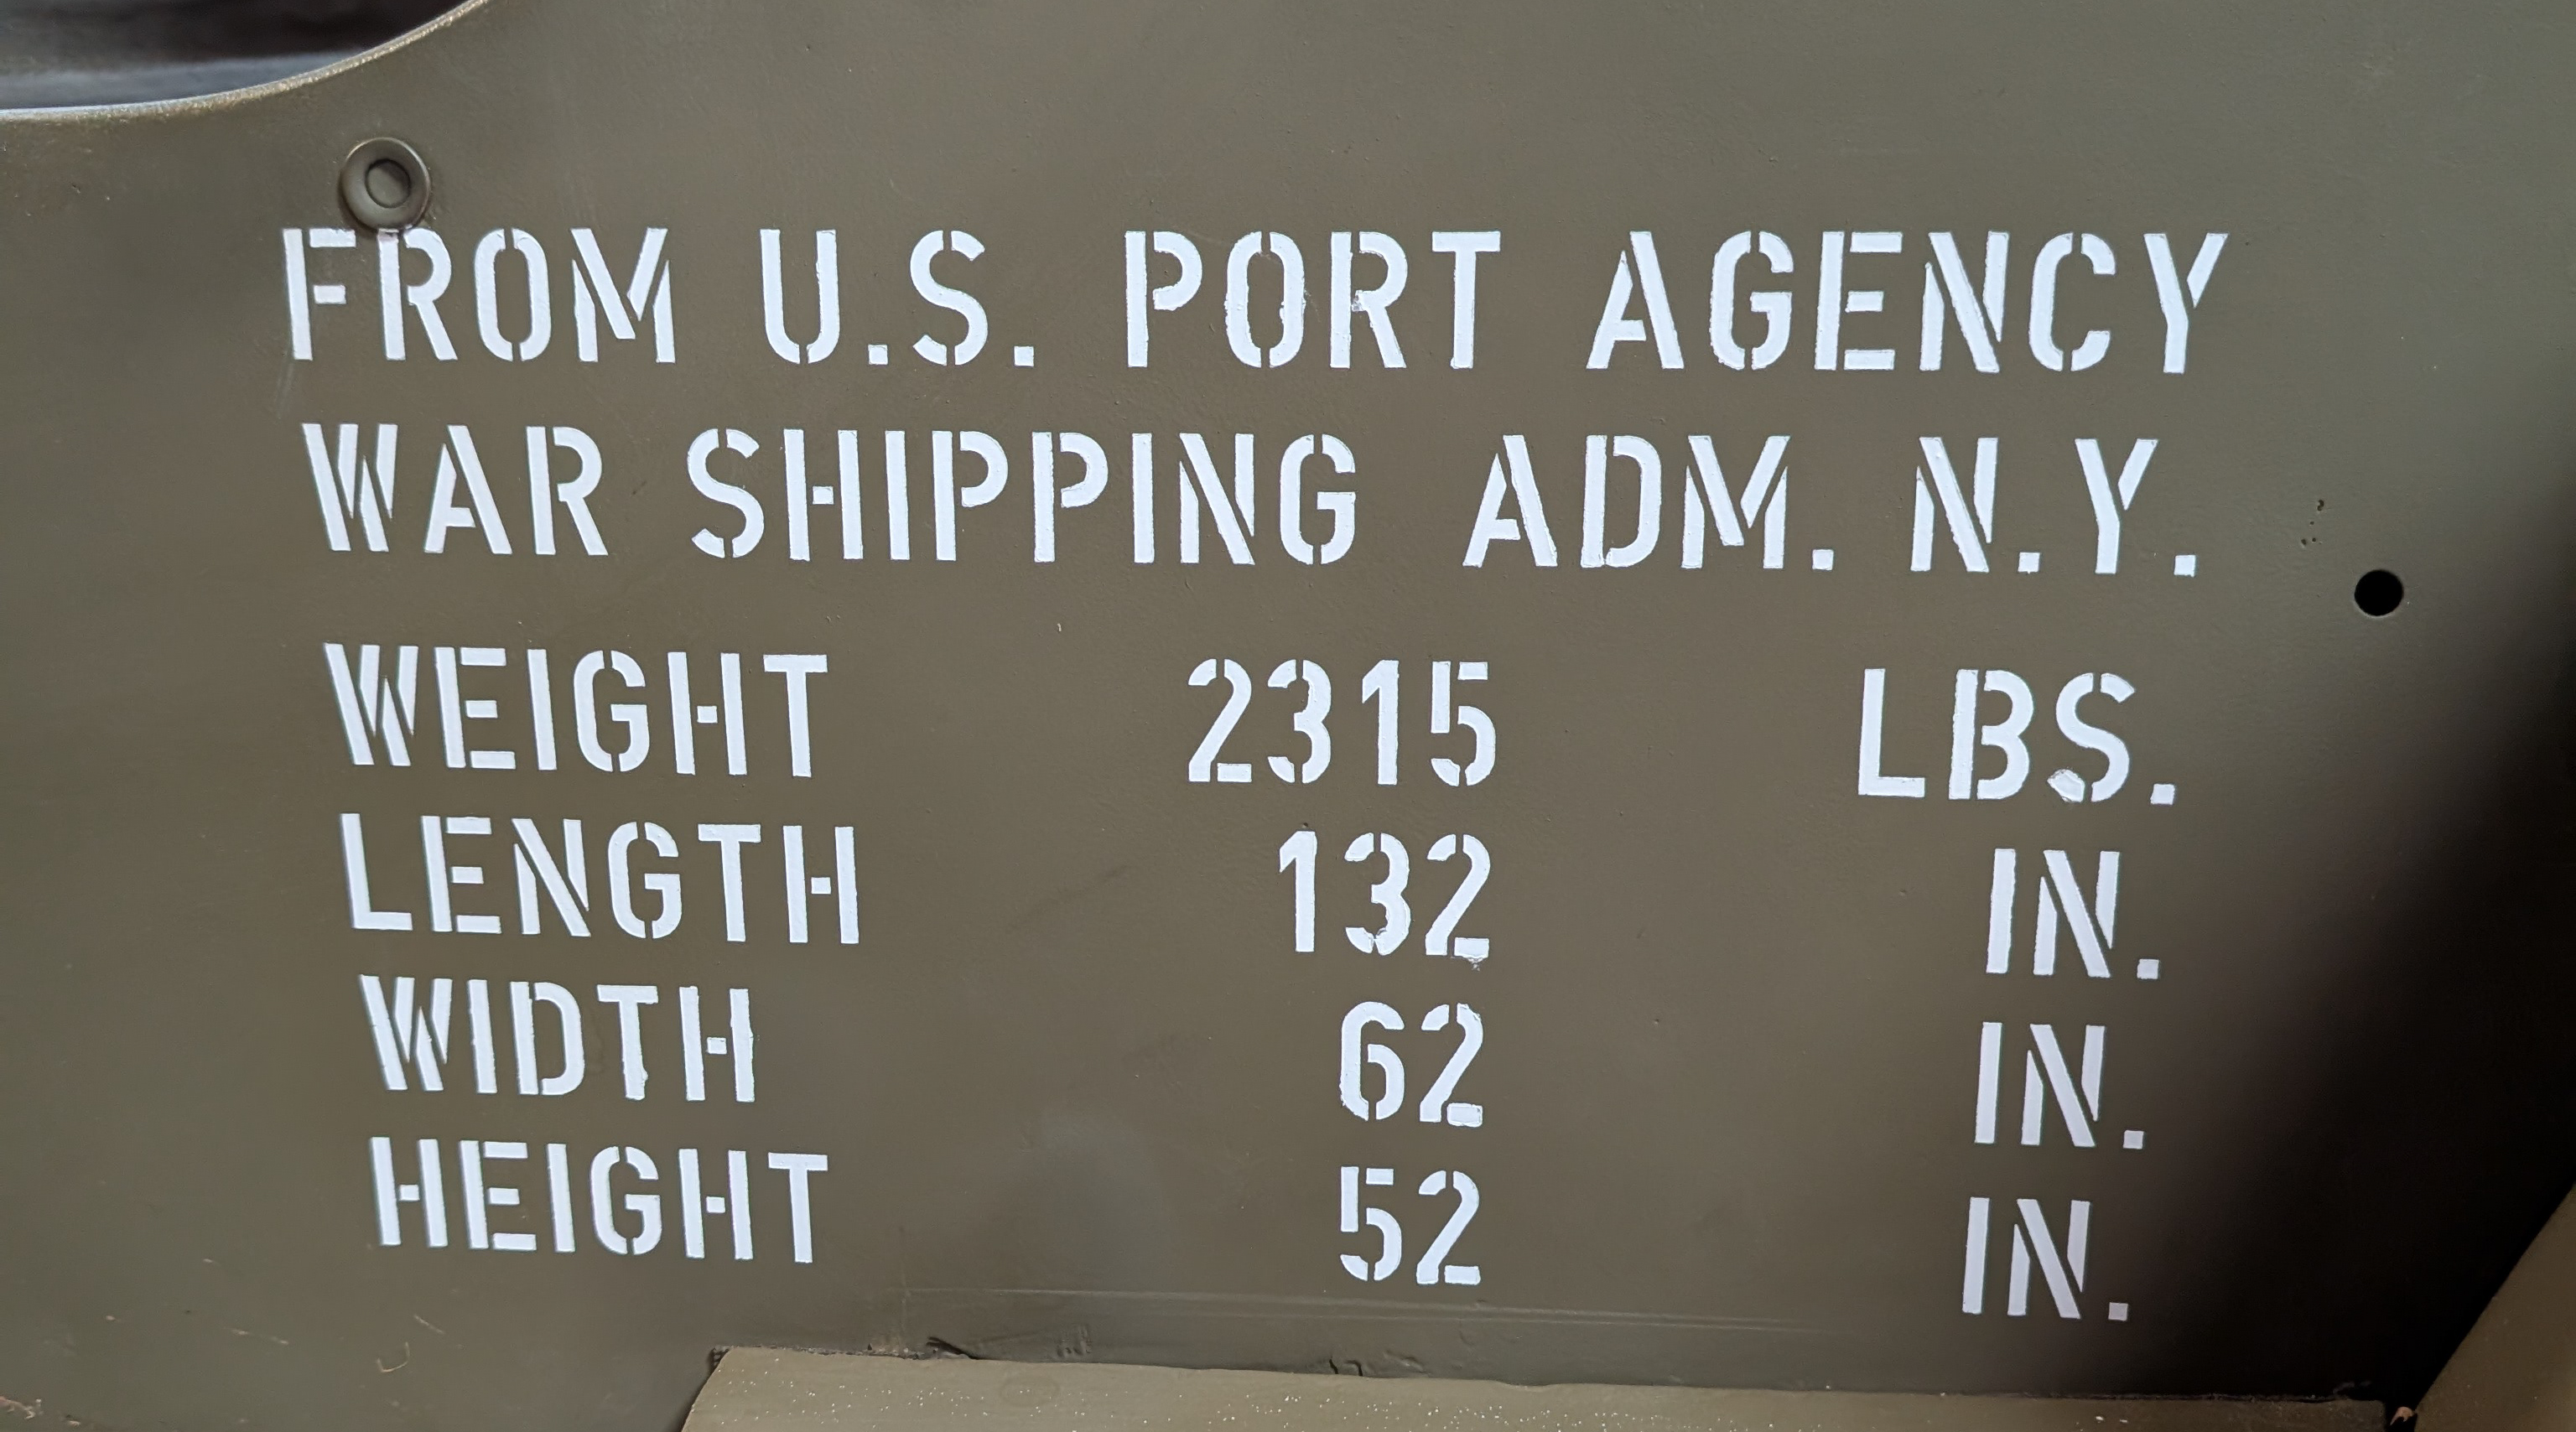 FROM U.S. PORT AGENCY
WAR SHIPPING ADM. N.Y.
WEIGHT 2315 LBS.
LENGTH 132 IN.
WIDTH 62 IN.
HEIGHT 52 IN.